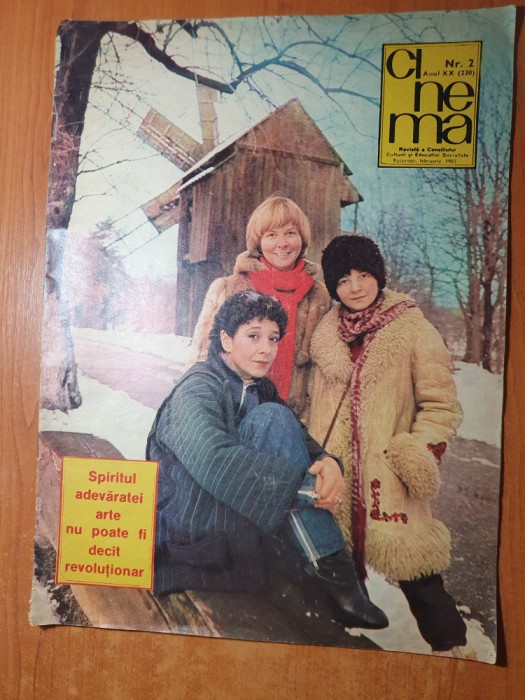 ci
ne
ma
Nr. 2
Anul XX (230)
Revistă a Consiliului
Culturii și Educației Socialiste
București, februarie 1982
Spiritul
adevăratei
arte
nu poate fi
decît
revoluționar